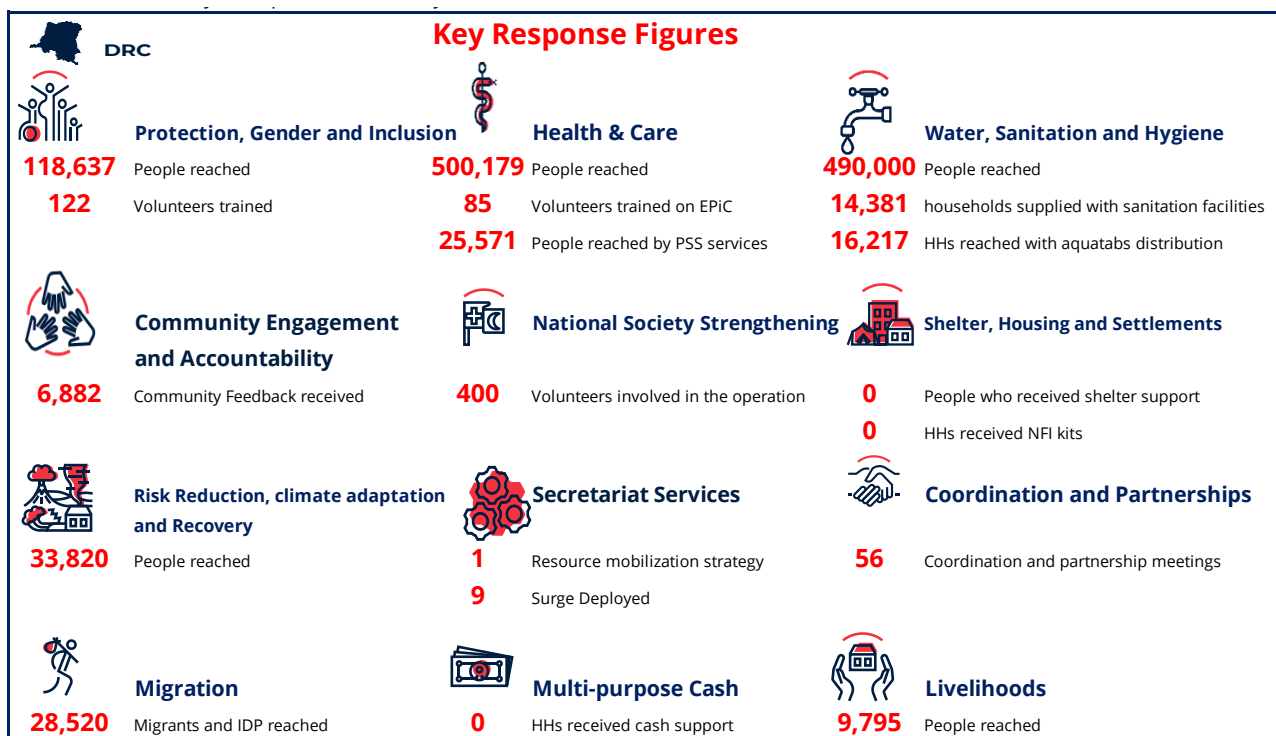 DRC
Key Response Figures
Protection, Gender and Inclusion
118,637 People reached
122 Volunteers trained
Health & Care
500,179 People reached
85 Volunteers trained on EPiC
25,571 People reached by PSS services
Water, Sanitation and Hygiene
490,000 People reached
14,381 households supplied with sanitation facilities
16,217 HHs reached with aquatabs distribution
Community Engagement
and Accountability
6,882 Community Feedback received
National Society Strengthening
400 Volunteers involved in the operation
Shelter, Housing and Settlements
0 People who received shelter support
0 HHs received NFI kits
Risk Reduction, climate adaptation
and Recovery
33,820 People reached
Secretariat Services
1 Resource mobilization strategy
9 Surge Deployed
Coordination and Partnerships
56 Coordination and partnership meetings
Migration
28,520 Migrants and IDP reached
Multi-purpose Cash
0 HHs received cash support
Livelihoods
9,795 People reached